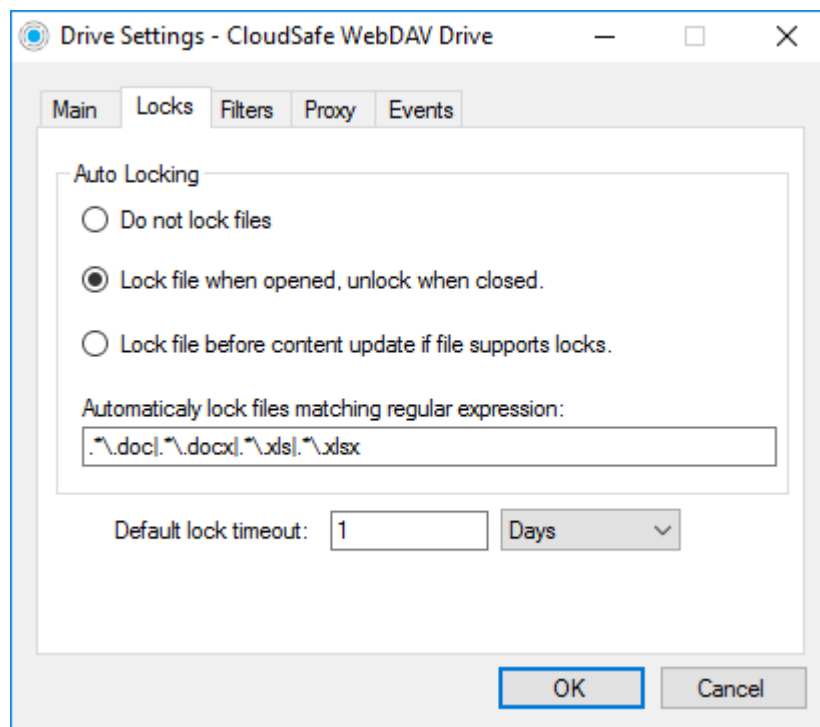 Drive Settings - CloudSafe WebDAV Drive
Main Locks Filters Proxy Events
Auto Locking
Do not lock files
Lock file when opened, unlock when closed.
Lock file before content update if file supports locks.
Automaticaly lock files matching regular expression:
.*\.doc|.*\.docx|.*\.xls|.*\.xlsx
Default lock timeout: 1 Days
OK Cancel